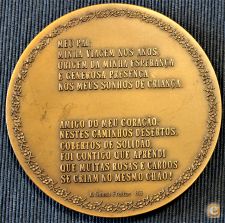 MEU PAI,
MINHA VIAGEM NOS ANOS,
ORIGEM DA MINHA ESPERANÇA
E GENEROSA PRESENÇA
NOS MEUS SONHOS DE CRIANÇA
AMIGO DO MEU CORAÇÃO,
NESTES CAMINHOS DESERTOS,
COBERTOS DE SOLIDÃO,
FOI CONTIGO QUE APRENDI
QUE MUITAS ROSAS E CARDOS
SE CRIAM NO MESMO CHÃO!